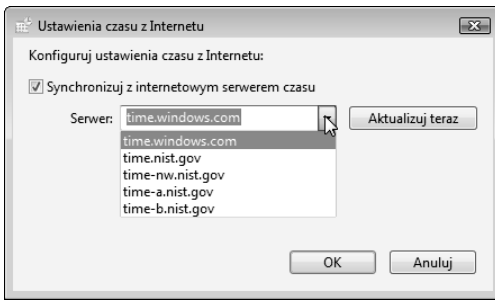 Ustawienia czasu z Internetu
Konfiguruj ustawienia czasu z Internetu:
Synchronizuj z internetowym serwerem czasu
Serwer: time.windows.com Aktualizuj teraz
time.windows.com
time.nist.gov
time-nw.nist.gov
time-a.nist.gov
time-b.nist.gov
OK Anuluj